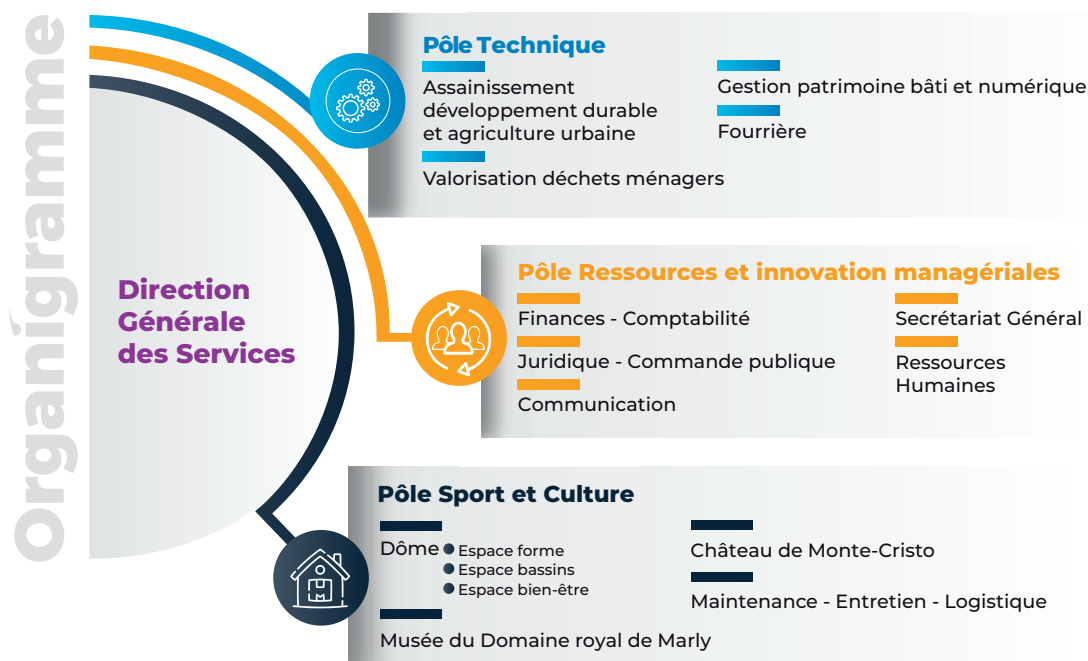 Organigramme
Direction
Générale
des Services
Pôle Technique
Assainissement
développement durable
et agriculture urbaine
Valorisation déchets ménagers
Gestion patrimoine bâti et numérique
Fourrière
Pôle Ressources et innovation managériales
Finances - Comptabilité
Juridique - Commande publique
Communication
Secrétariat Général
Ressources
Humaines
Pôle Sport et Culture
Dôme
Espace forme
Espace bassins
Espace bien-être
Musée du Domaine royal de Marly
Château de Monte-Cristo
Maintenance - Entretien - Logistique